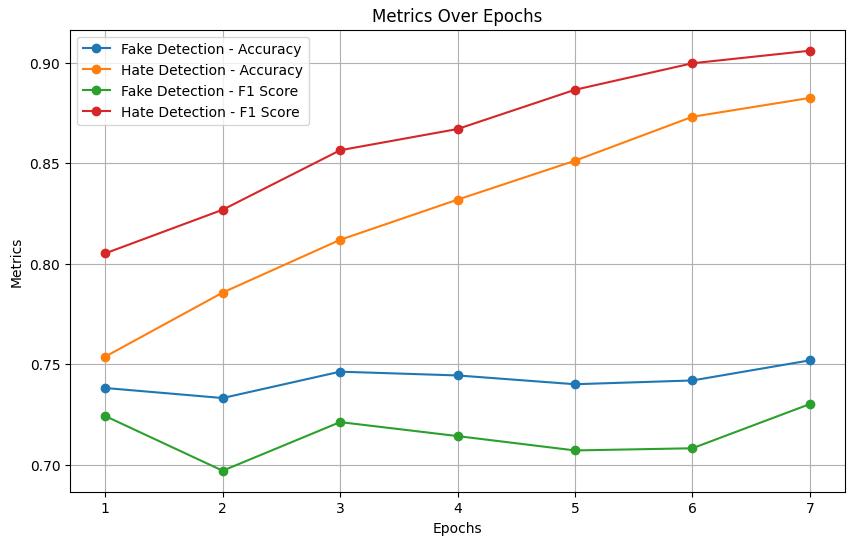 Metrics Over Epochs
Fake Detection - Accuracy
Hate Detection - Accuracy
Fake Detection - F1 Score
Hate Detection - F1 Score
0.90
0.85
0.80
0.75
0.70
Metrics
1 2 3 4 5 6 7
Epochs